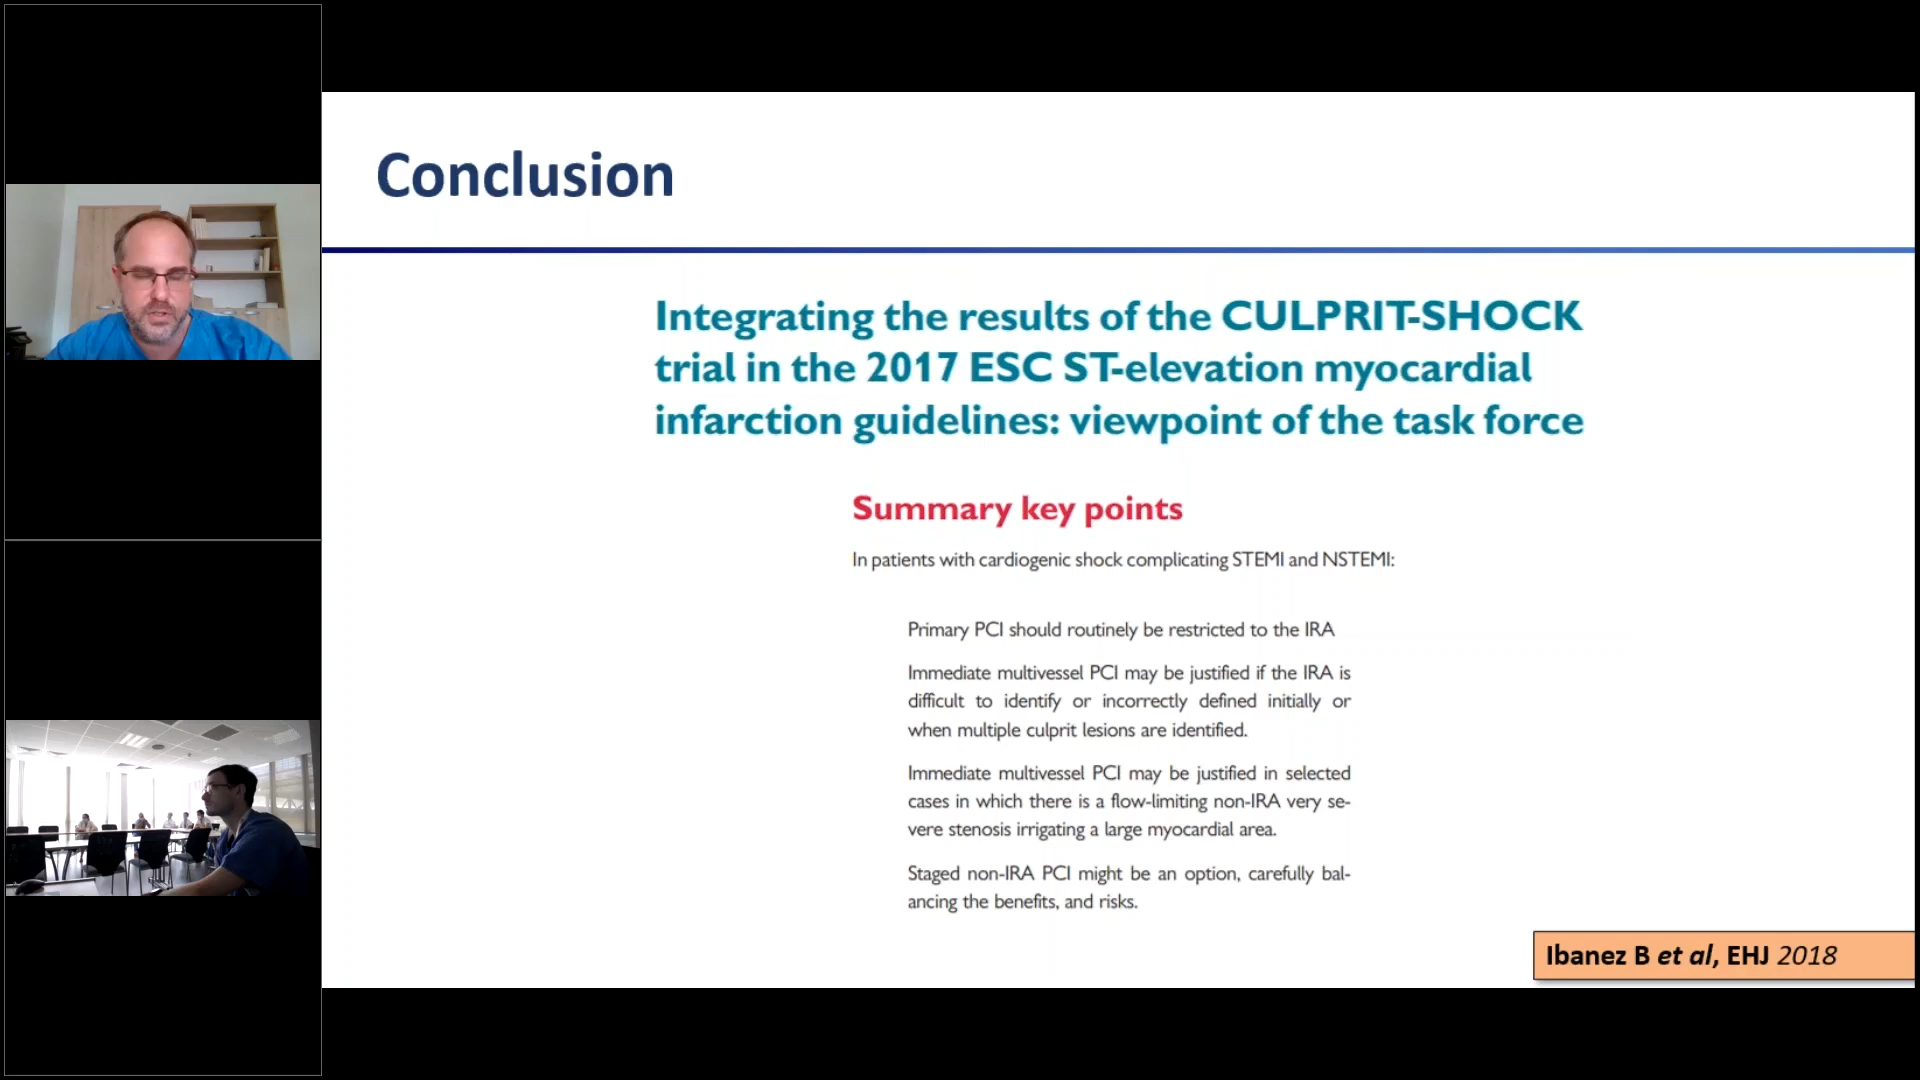 Conclusion
Integrating the results of the CULPRIT-SHOCK
trial in the 2017 ESC ST-elevation myocardial
infarction guidelines: viewpoint of the task force
Summary key points
In patients with cardiogenic shock complicating STEMI and NSTEMI:
Primary PCI should routinely be restricted to the IRA
Immediate multivessel PCI may be justified if the IRA is
difficult to identify or incorrectly defined initially or
when multiple culprit lesions are identified.
Immediate multivessel PCI may be justified in selected
cases in which there is a flow-limiting non-IRA very se-
vere stenosis irrigating a large myocardial area.
Staged non-IRA PCI might be an option, carefully bal-
ancing the benefits, and risks.
Ibanez B et al, EHJ 2018